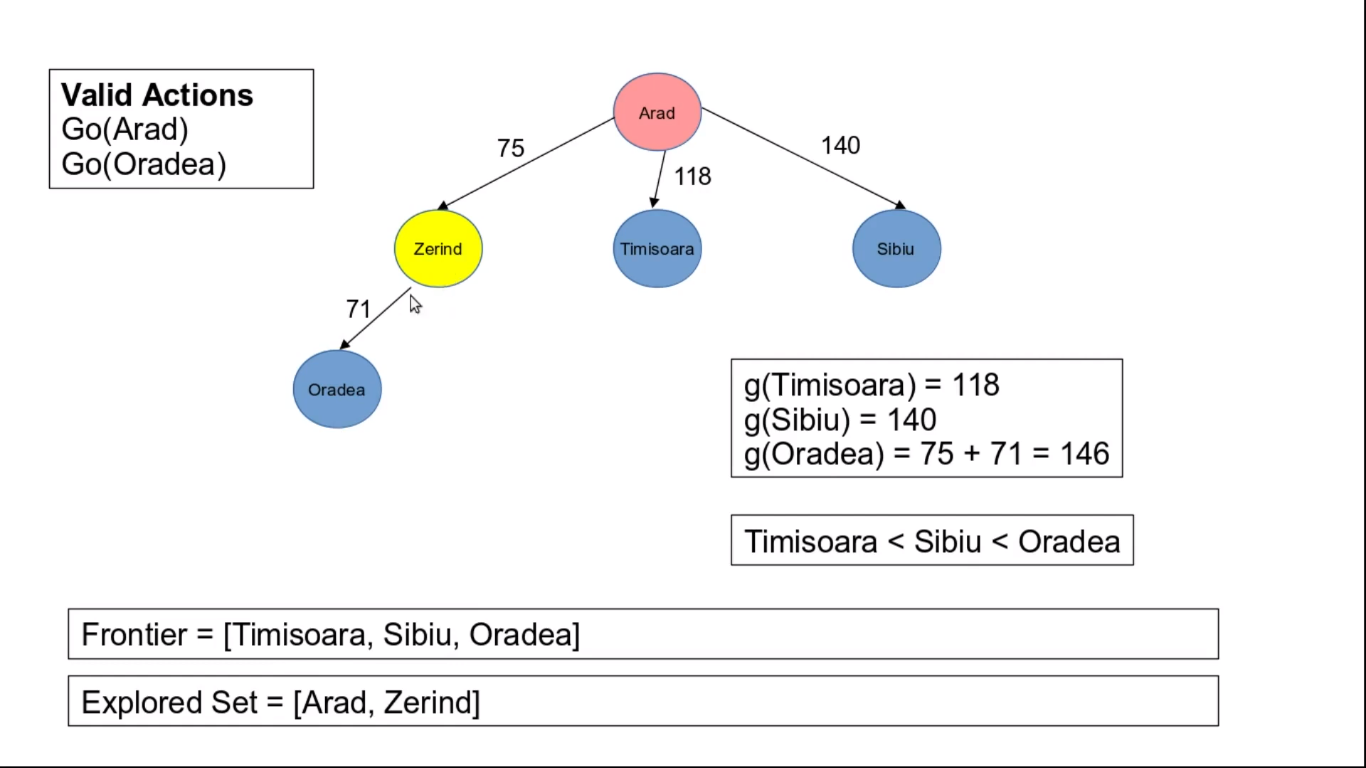 Valid Actions
Go(Arad)
Go(Oradea)
Arad
75
118
140
Zerind
Timisoara
Sibiu
71
Oradea
g(Timisoara) = 118
g(Sibiu) = 140
g(Oradea) = 75 + 71 = 146
Timisoara < Sibiu < Oradea
Frontier = [Timisoara, Sibiu, Oradea]
Explored Set = [Arad, Zerind]